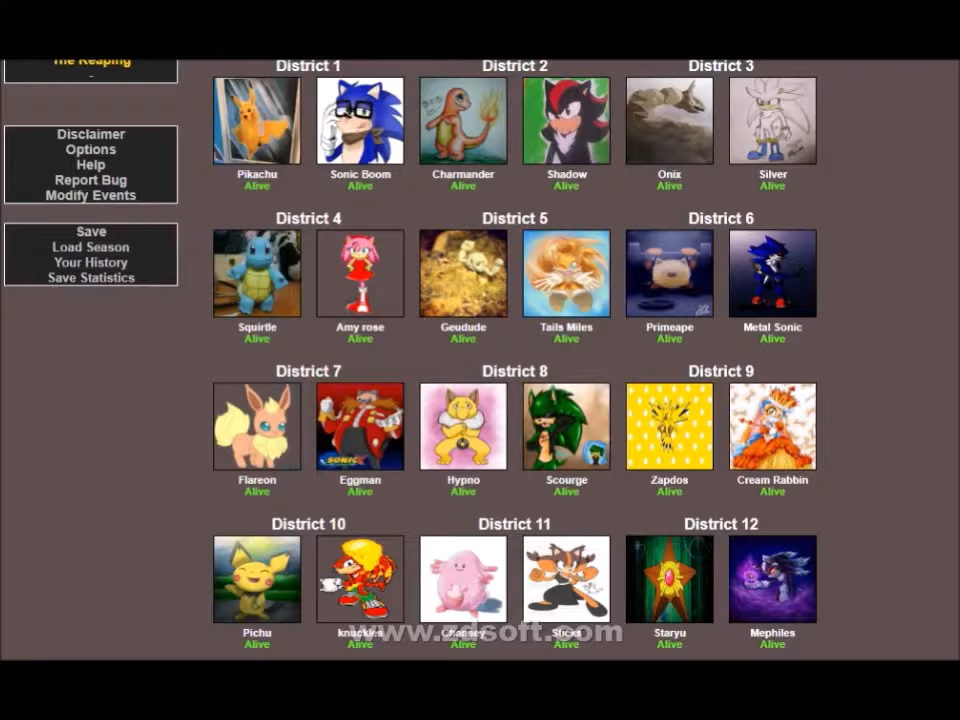 The Reaping
-
Disclaimer
Options
Help
Report Bug
Modify Events
Save
Load Season
Your History
Save Statistics
District 1 District 2 District 3
Pikachu Sonic Boom Charmander Shadow Onix Silver
Alive Alive Alive Alive Alive Alive
District 4 District 5 District 6
Squirtle Amy rose Geudude Tails Miles Primeape Metal Sonic
Alive Alive Alive Alive Alive Alive
District 7 District 8 District 9
SONIC
Flareon Eggman Hypno Scourge Zapdos Cream Rabbin
Alive Alive Alive Alive Alive Alive
District 10 District 11 District 12
Pichu knuckles Chansey Sticks Staryu Mephiles
www.zdsoft.com
Alive Alive Alive Alive Alive Alive